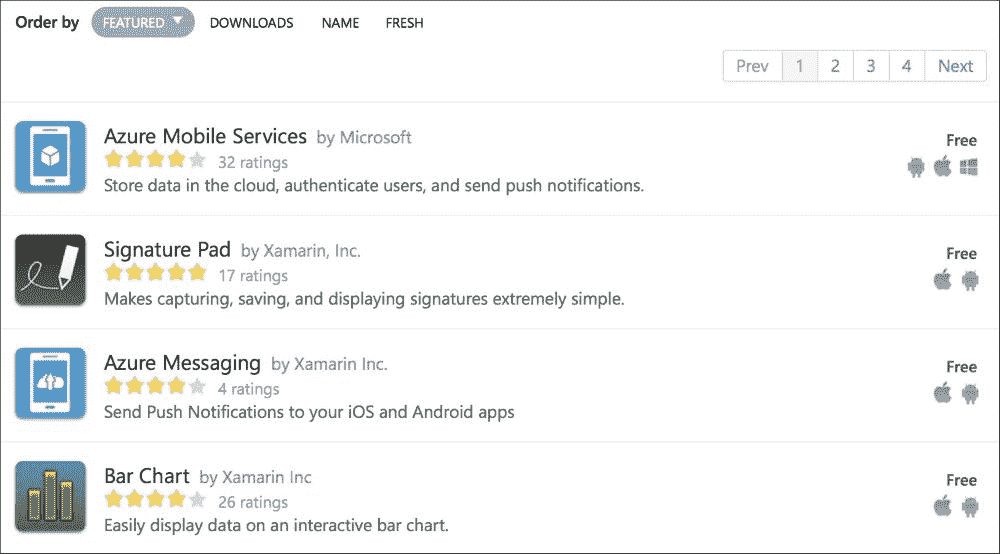 Order by FEATURED DOWNLOADS NAME FRESH
Prev 1 2 3 4 Next
Azure Mobile Services by Microsoft
Free
32 ratings
Store data in the cloud, authenticate users, and send push notifications.
Signature Pad by Xamarin, Inc.
Free
17 ratings
Makes capturing, saving, and displaying signatures extremely simple.
Azure Messaging by Xamarin Inc.
Free
4 ratings
Send Push Notifications to your iOS and Android apps
Bar Chart by Xamarin Inc
Free
26 ratings
Easily display data on an interactive bar chart.